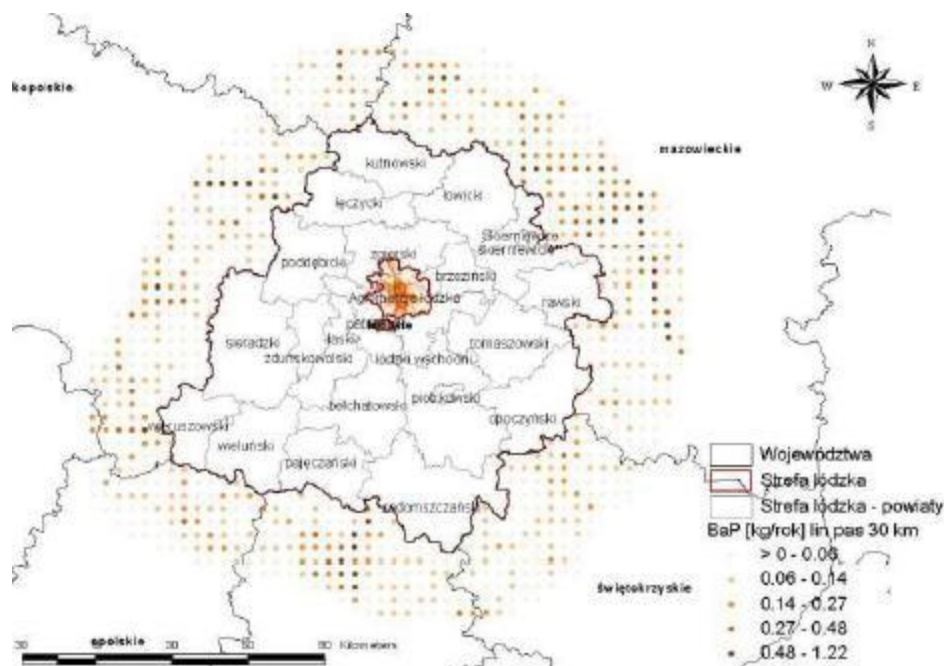 N
W E
S
kopolskie
mazowieckie
kutnowski
łęczycki
łowicki
Skierniewice
skierniewicki
zgierski
poddębicki
brzeziński
Aglomeracja łódzka
rawski
sieradzki
łaski
zduńskowolski
łódzki wschodni
tomaszowski
bełchatowski
piotrkowski
opoczyński
wieruszowski
wieluński
pajęczański
radomszczański
świętokrzyskie
opolskie
Województwa
Strefa łódzka
Strefa łódzka - powiaty
BaP [kg/rok] lin pas 30 km
> 0 - 0.06
0.06 - 0.14
0.14 - 0.27
0.27 - 0.48
0.48 - 1.22
Kilometers